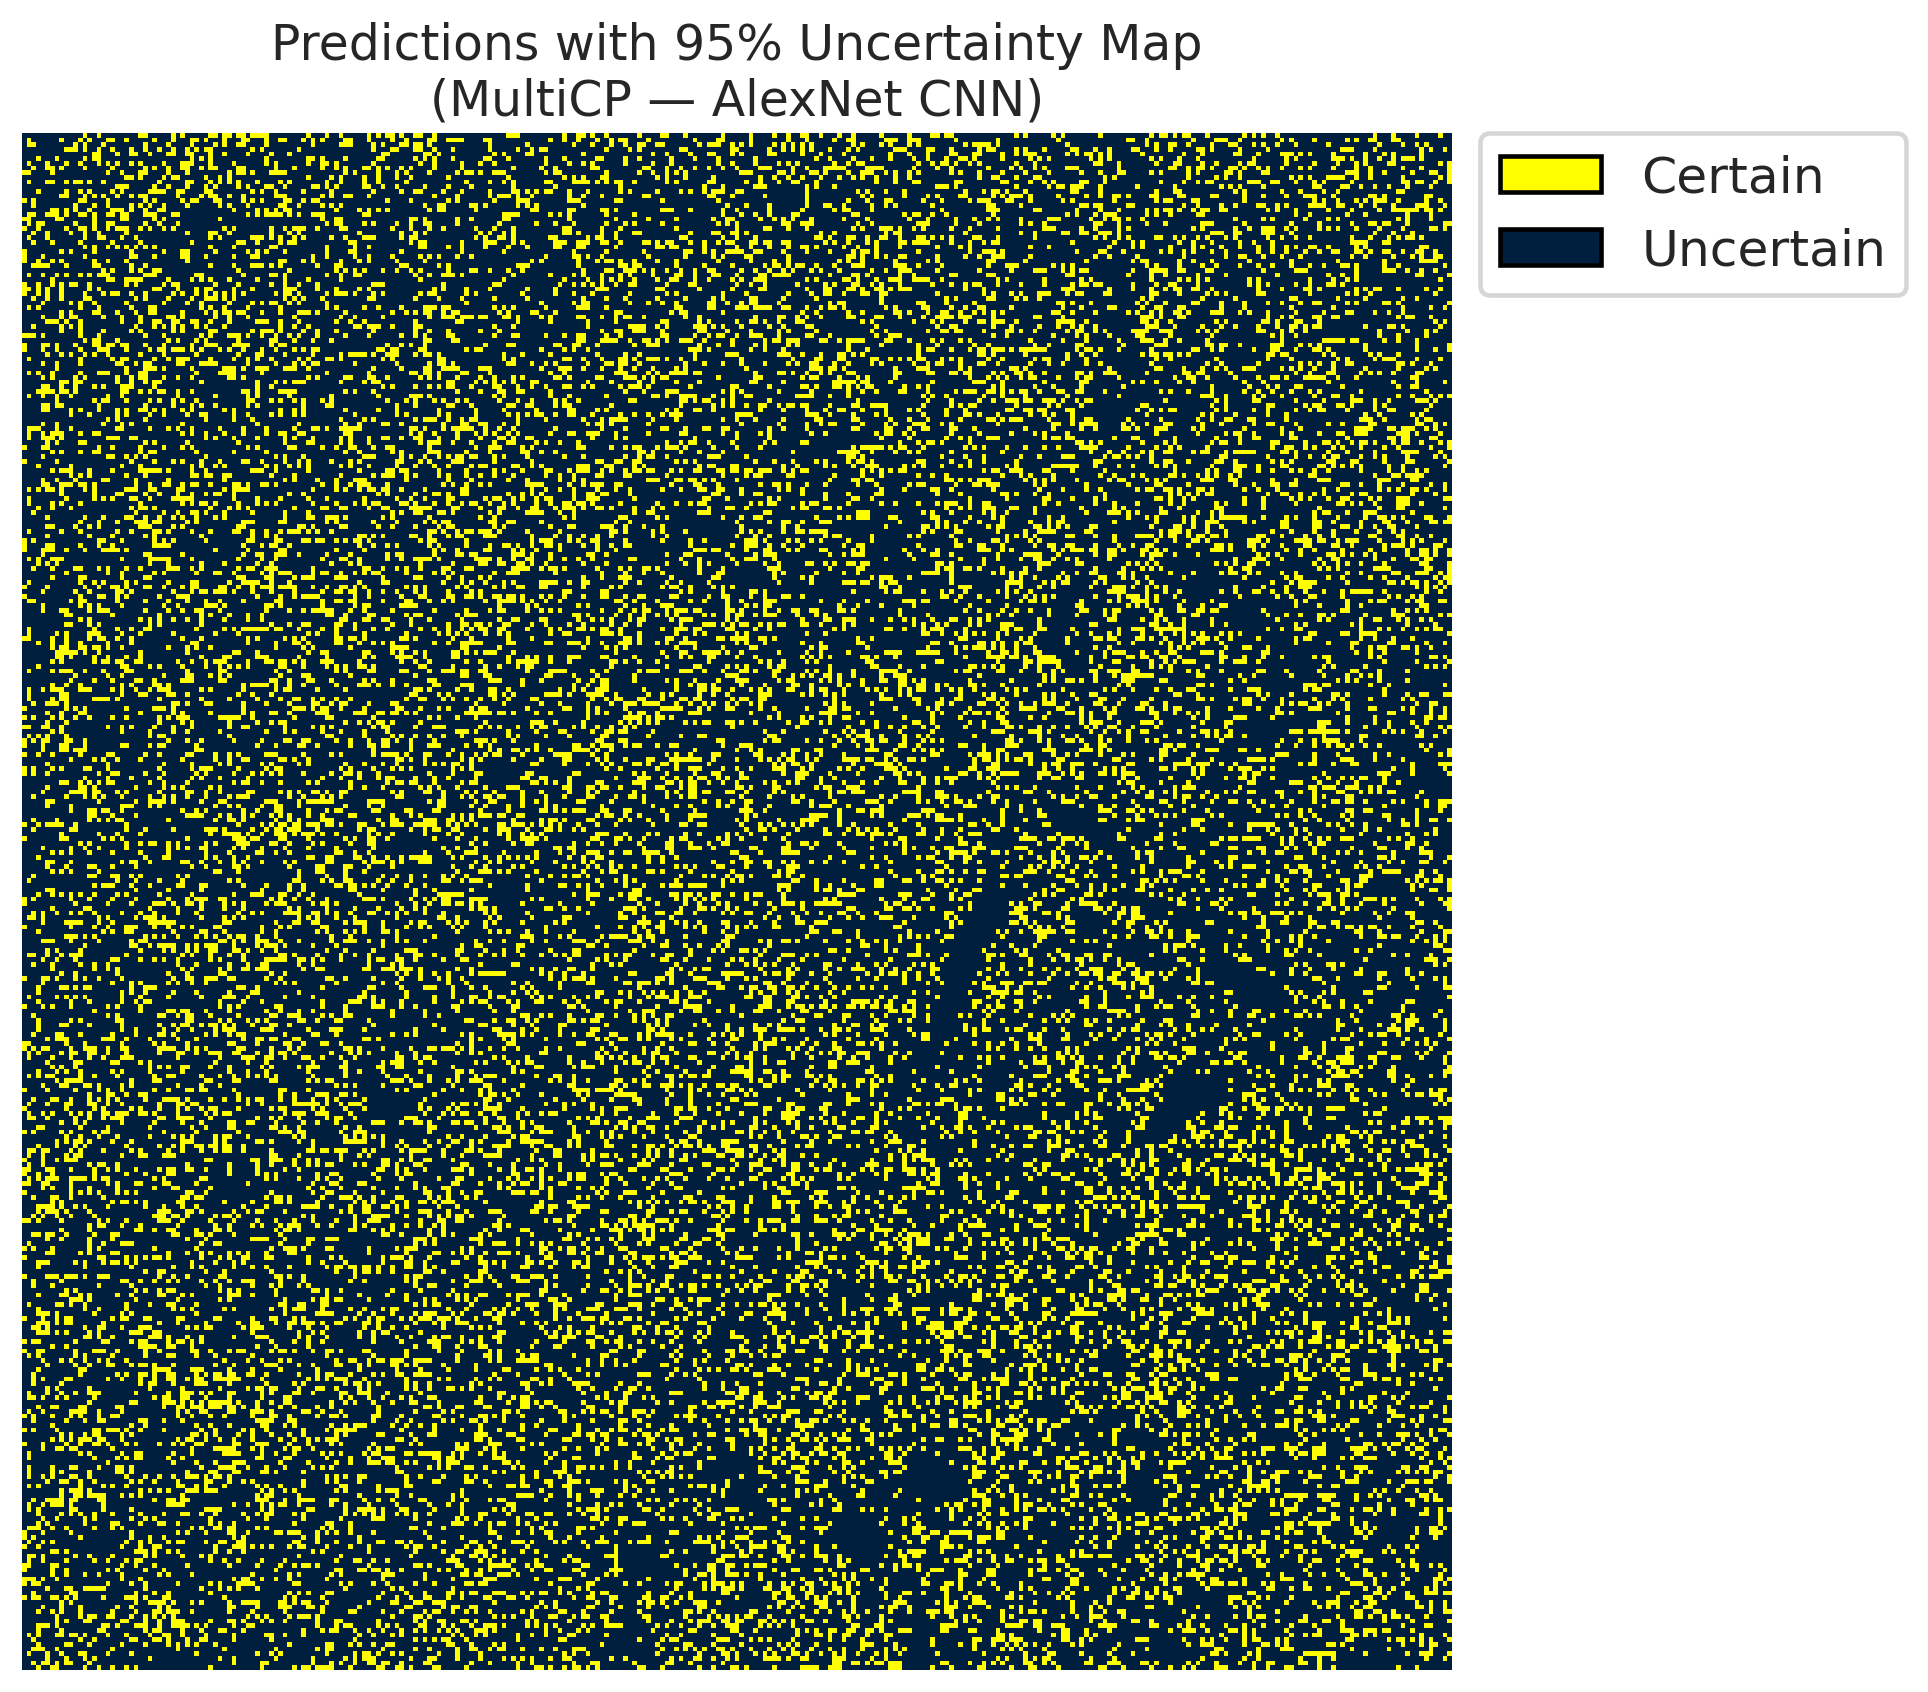 Predictions with 95% Uncertainty Map
(MultiCP — AlexNet CNN)
Certain
Uncertain